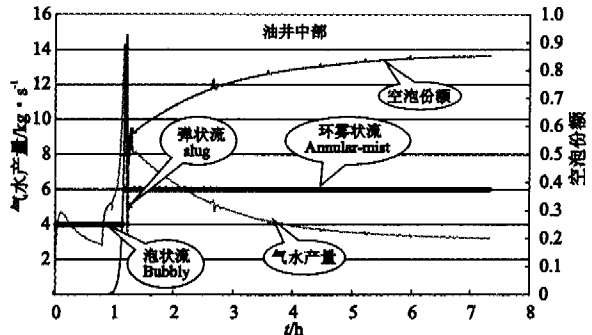 油井中部
16
14
12
10
8
6
4
2
气水产量/kg·s⁻¹
1.0
0.9
0.8
0.7
0.6
0.5
0.4
0.3
0.2
0.1
0
空泡份额
空泡份额
弹状流
slug
环雾状流
Annular-mist
泡状流
Bubbly
气水产量
0 1 2 3 4 5 6 7 8
t/h